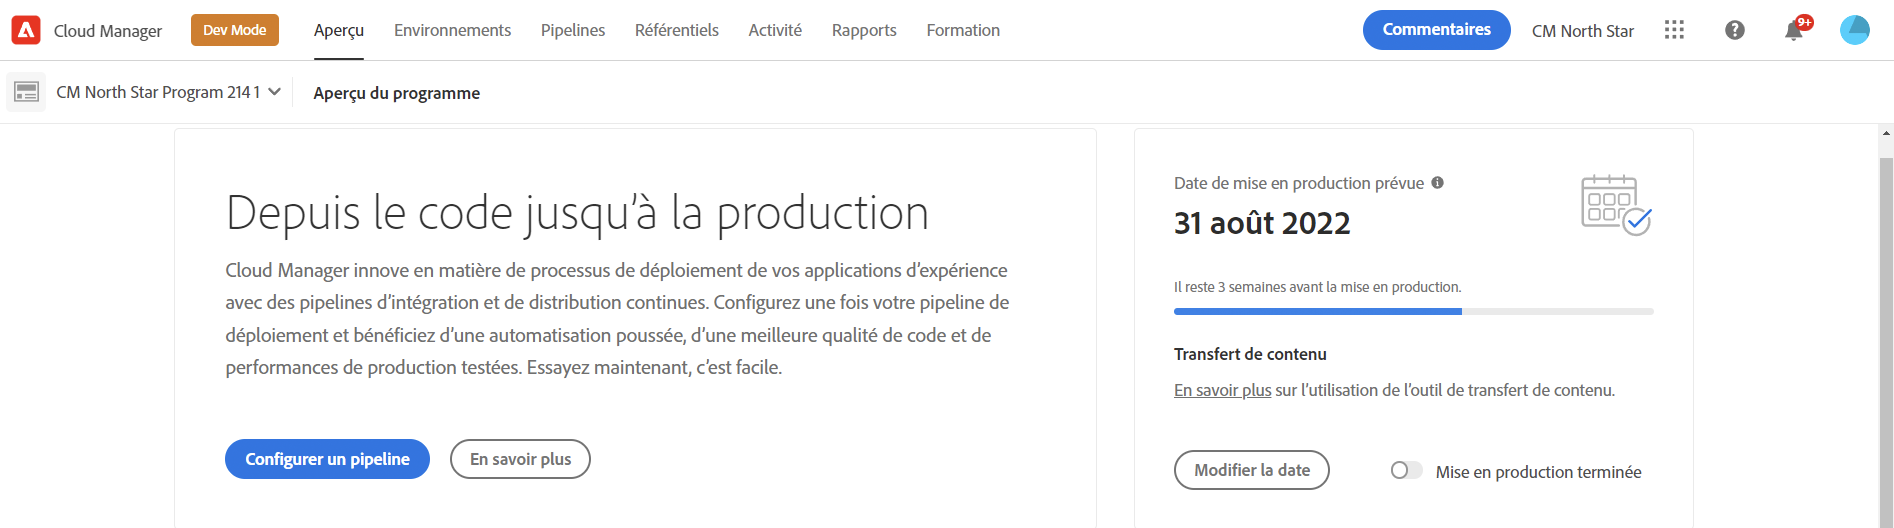 Cloud Manager
Dev Mode
Aperçu
Environnements
Pipelines
Référentiels
Activité
Rapports
Formation
Commentaires
CM North Star
9+
CM North Star Program 214 1
Aperçu du programme
Depuis le code jusqu’à la production
Cloud Manager innove en matière de processus de déploiement de vos applications d’expérience
avec des pipelines d’intégration et de distribution continues. Configurez une fois votre pipeline de
déploiement et bénéficiez d’une automatisation poussée, d’une meilleure qualité de code et de
performances de production testées. Essayez maintenant, c’est facile.
Configurer un pipeline
En savoir plus
Date de mise en production prévue
31 août 2022
Il reste 3 semaines avant la mise en production.
Transfert de contenu
En savoir plus sur l’utilisation de l’outil de transfert de contenu.
Modifier la date
Mise en production terminée